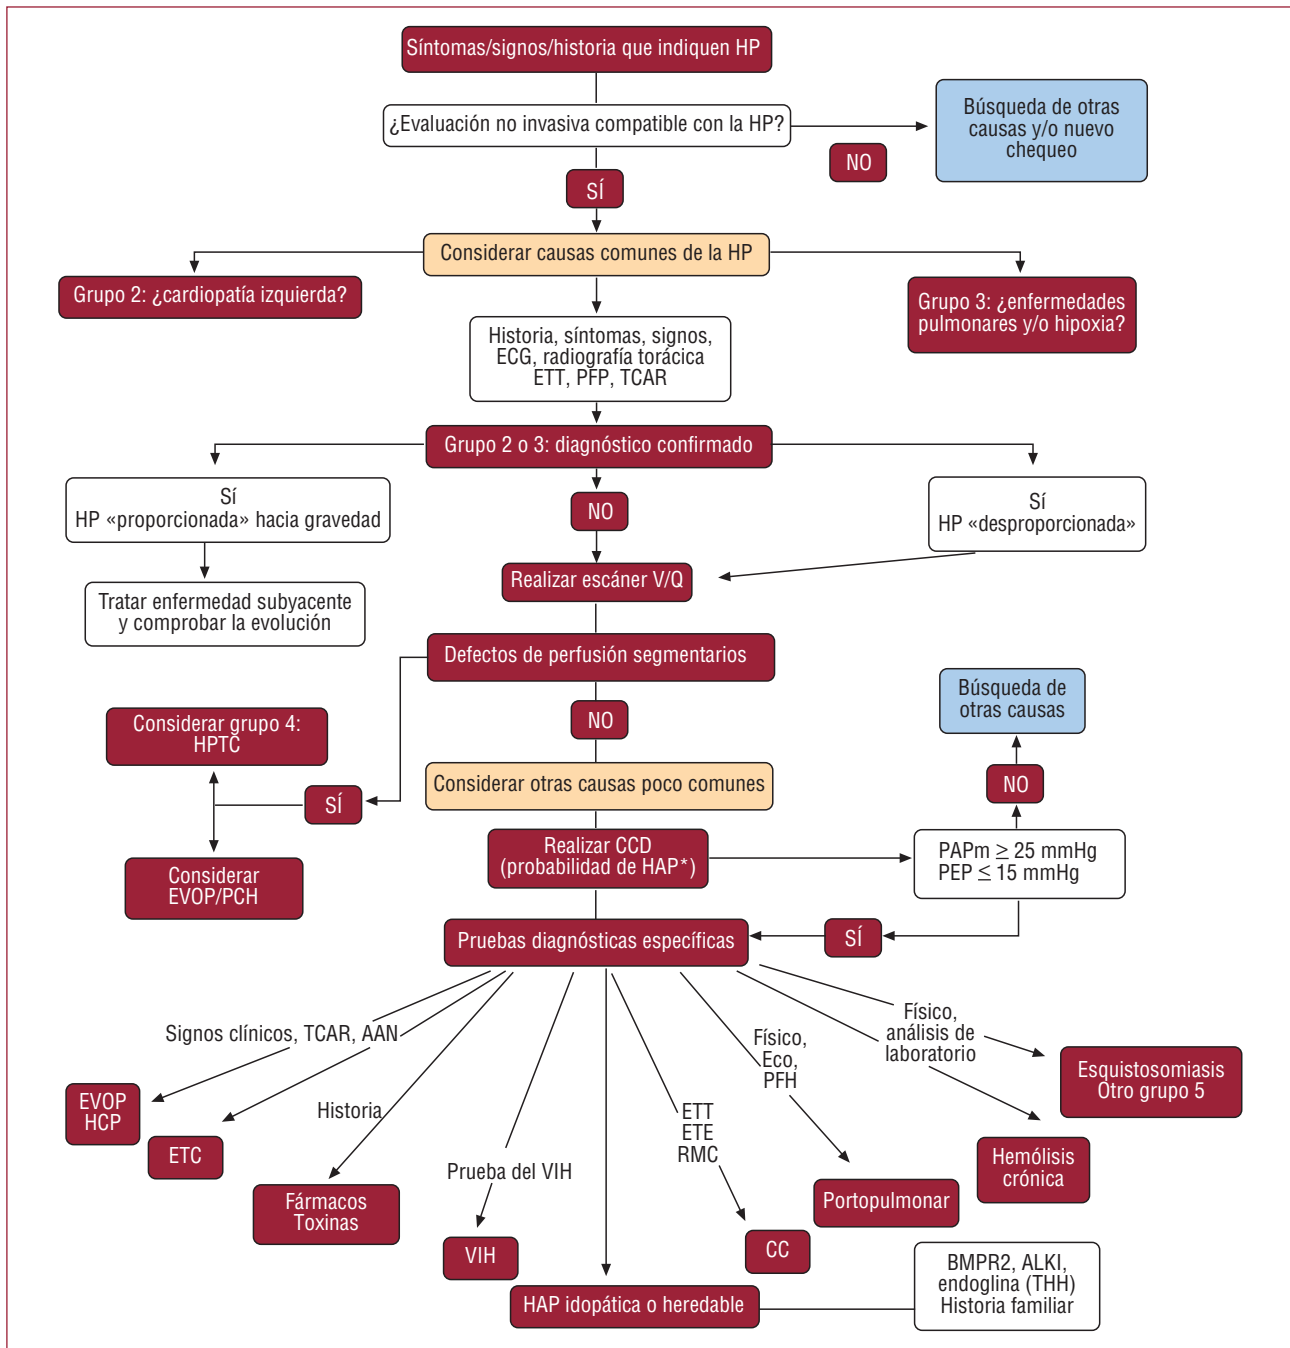 Síntomas/signos/historia que indiquen HP
¿Evaluación no invasiva compatible con la HP?
Búsqueda de otras
causas y/o nuevo
chequeo
NO
SÍ
Considerar causas comunes de la HP
Grupo 2: ¿cardiopatía izquierda?
Grupo 3: ¿enfermedades
pulmonares y/o hipoxia?
Historia, síntomas, signos,
ECG, radiografía torácica
ETT, PFP, TCAR
Grupo 2 o 3: diagnóstico confirmado
Sí
HP «proporcionada» hacia gravedad
NO
Sí
HP «desproporcionada»
Realizar escáner V/Q
Tratar enfermedad subyacente
y comprobar la evolución
Defectos de perfusión segmentarios
Búsqueda de
otras causas
Considerar grupo 4:
HPTC
NO
NO
Considerar otras causas poco comunes
SÍ
Realizar CCD
(probabilidad de HAP*)
PAPm ≥ 25 mmHg
PEP ≤ 15 mmHg
Considerar
EVOP/PCH
Pruebas diagnósticas específicas
SÍ
Signos clínicos, TCAR, AAN
Físico,
análisis de
laboratorio
Físico,
Eco,
PFH
Esquistosomiasis
Otro grupo 5
EVOP
HCP
Historia
ETT
ETE
RMC
ETC
Hemólisis
crónica
Prueba del VIH
Fármacos
Toxinas
Portopulmonar
VIH
CC
BMPR2, ALKI,
endoglina (THH)
Historia familiar
HAP idopática o heredable